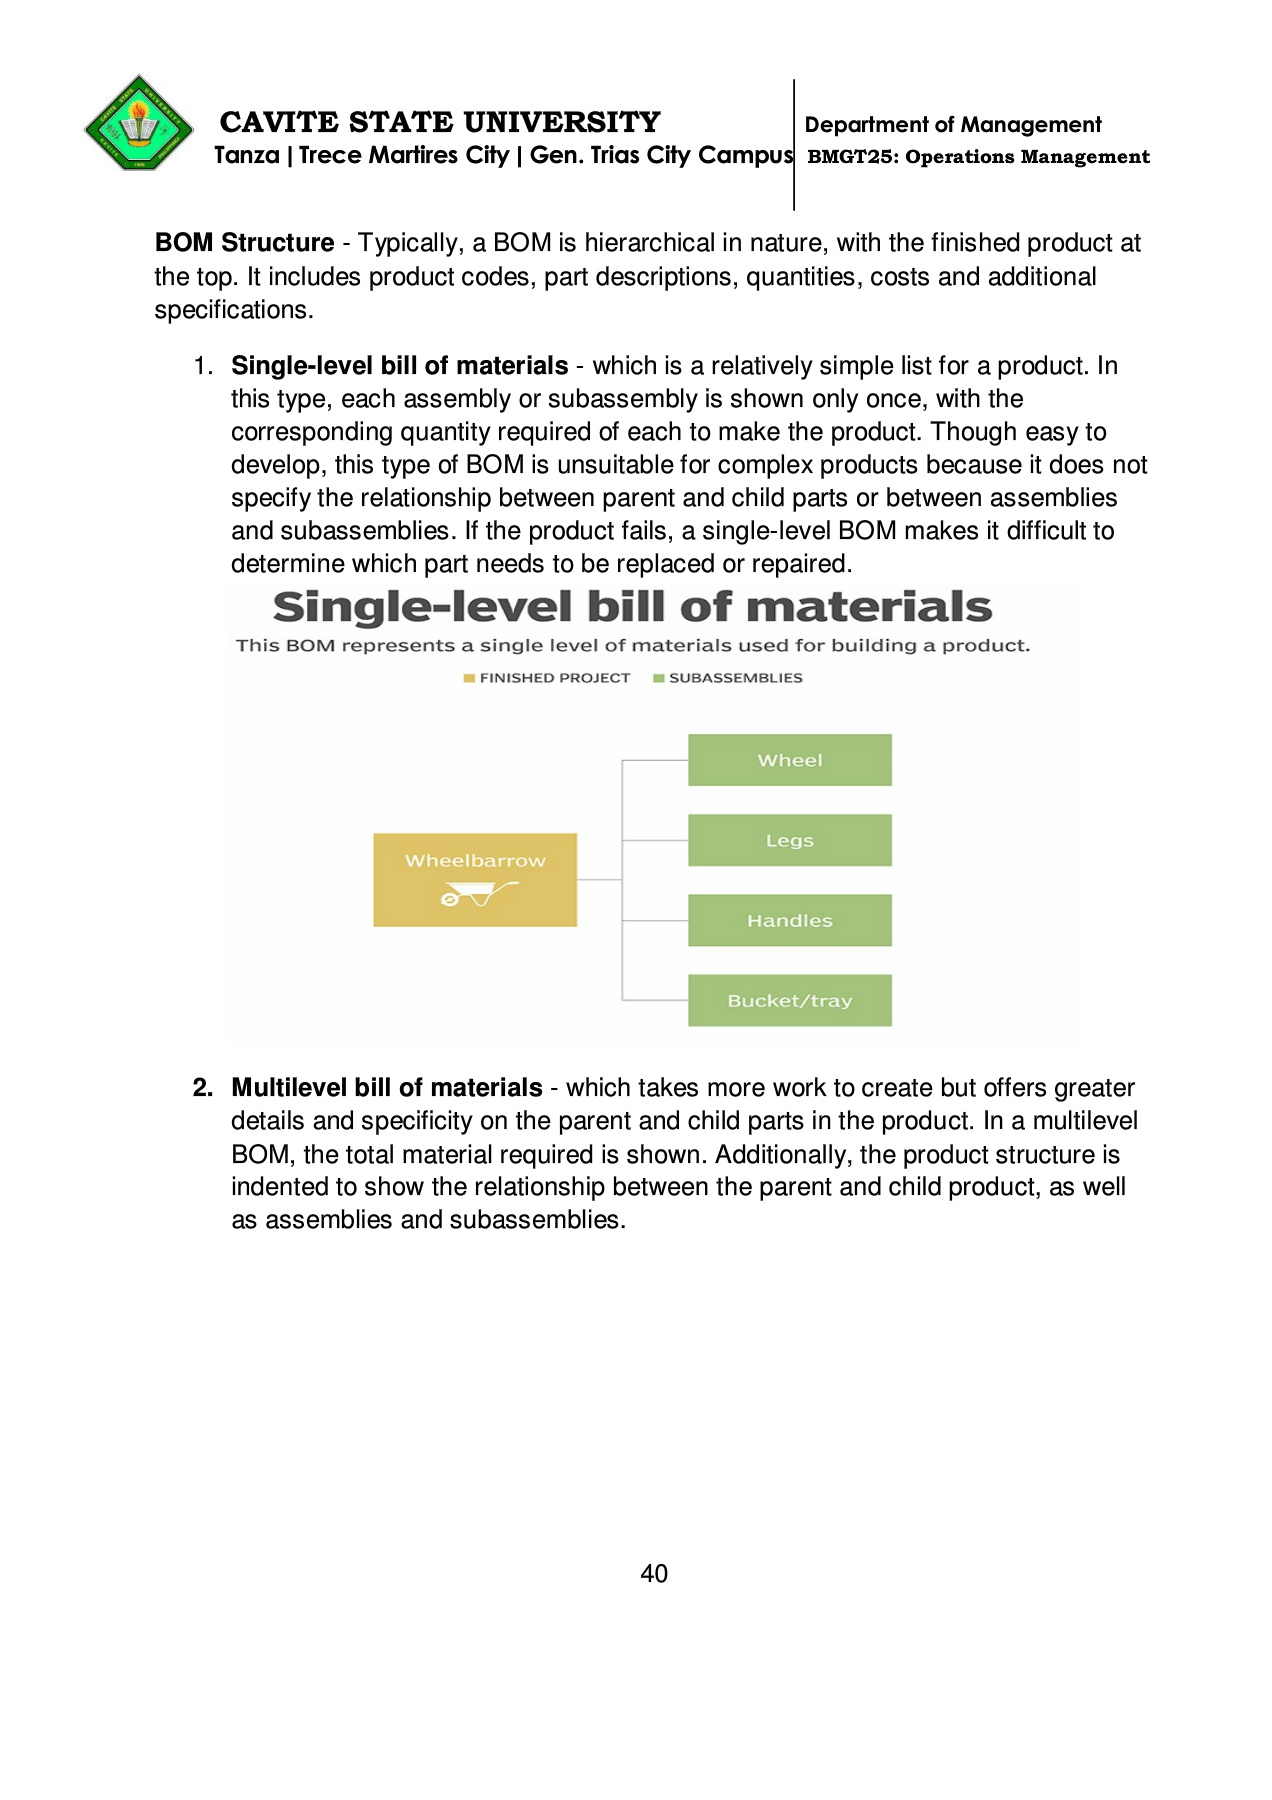 CAVITE STATE UNIVERSITY
Tanza | Trece Martires City | Gen. Trias City Campus
Department of Management
BMGT25: Operations Management
BOM Structure - Typically, a BOM is hierarchical in nature, with the finished product at
the top. It includes product codes, part descriptions, quantities, costs and additional
specifications.
1. Single-level bill of materials - which is a relatively simple list for a product. In
this type, each assembly or subassembly is shown only once, with the
corresponding quantity required of each to make the product. Though easy to
develop, this type of BOM is unsuitable for complex products because it does not
specify the relationship between parent and child parts or between assemblies
and subassemblies. If the product fails, a single-level BOM makes it difficult to
determine which part needs to be replaced or repaired.
Single-level bill of materials
This BOM represents a single level of materials used for building a product.
FINISHED PROJECT SUBASSEMBLIES
Wheel
Legs
Wheelbarrow
Handles
Bucket/tray
2. Multilevel bill of materials - which takes more work to create but offers greater
details and specificity on the parent and child parts in the product. In a multilevel
BOM, the total material required is shown. Additionally, the product structure is
indented to show the relationship between the parent and child product, as well
as assemblies and subassemblies.
40